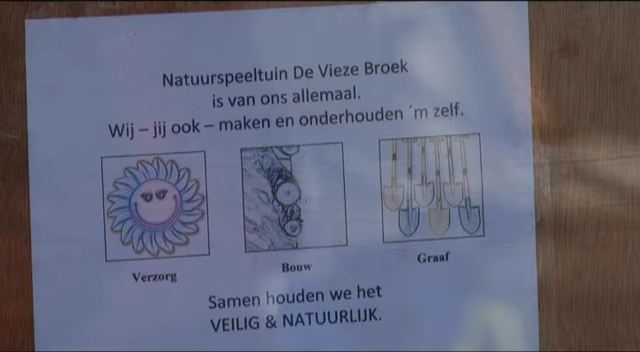 Natuurspeeltuin De Vieze Broek
is van ons allemaal.
Wij – jij ook – maken en onderhouden ´m zelf.
Verzorg
Bouw
Graaf
Samen houden we het
VEILIG & NATUURLIJK.